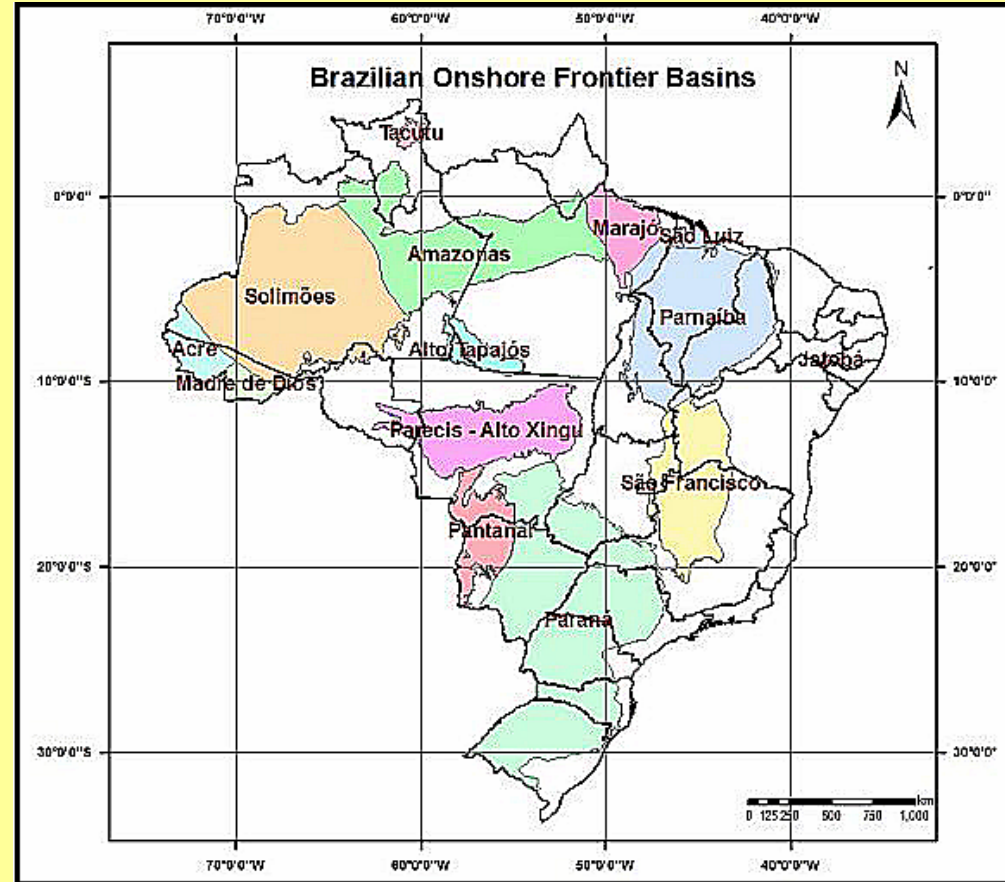 70°0'0"W 60°0'0"W 50°0'0"W 40°0'0"W
Brazilian Onshore Frontier Basins
N
Tacutu
0°0'0" 0°0'0"
Marajó
São Luiz
Amazonas
Solimões
Parnaíba
Acre
Alto Tapajós
Jatobá
Madre de Dios
10°0'0"S 10°0'0"
Parecis - Alto Xingu
São Francisco
Pantanal
20°0'0"S 20°0'0"
Paraná
30°0'0"S 30°0'0"
km
0 125 250 500 750 1,000
70°0'0"W 60°0'0"W 50°0'0"W 40°0'0"W